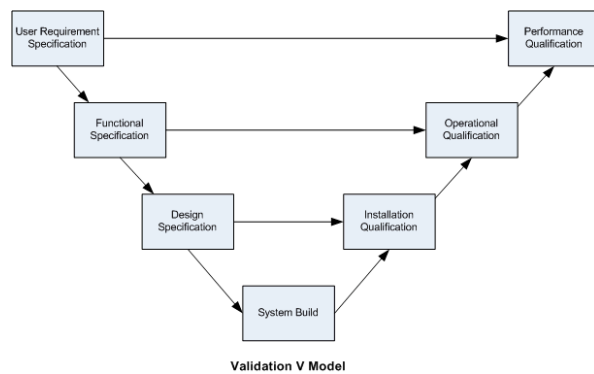 User Requirement
Specification
Performance
Qualification
Functional
Specification
Operational
Qualification
Design
Specification
Installation
Qualification
System Build
Validation V Model